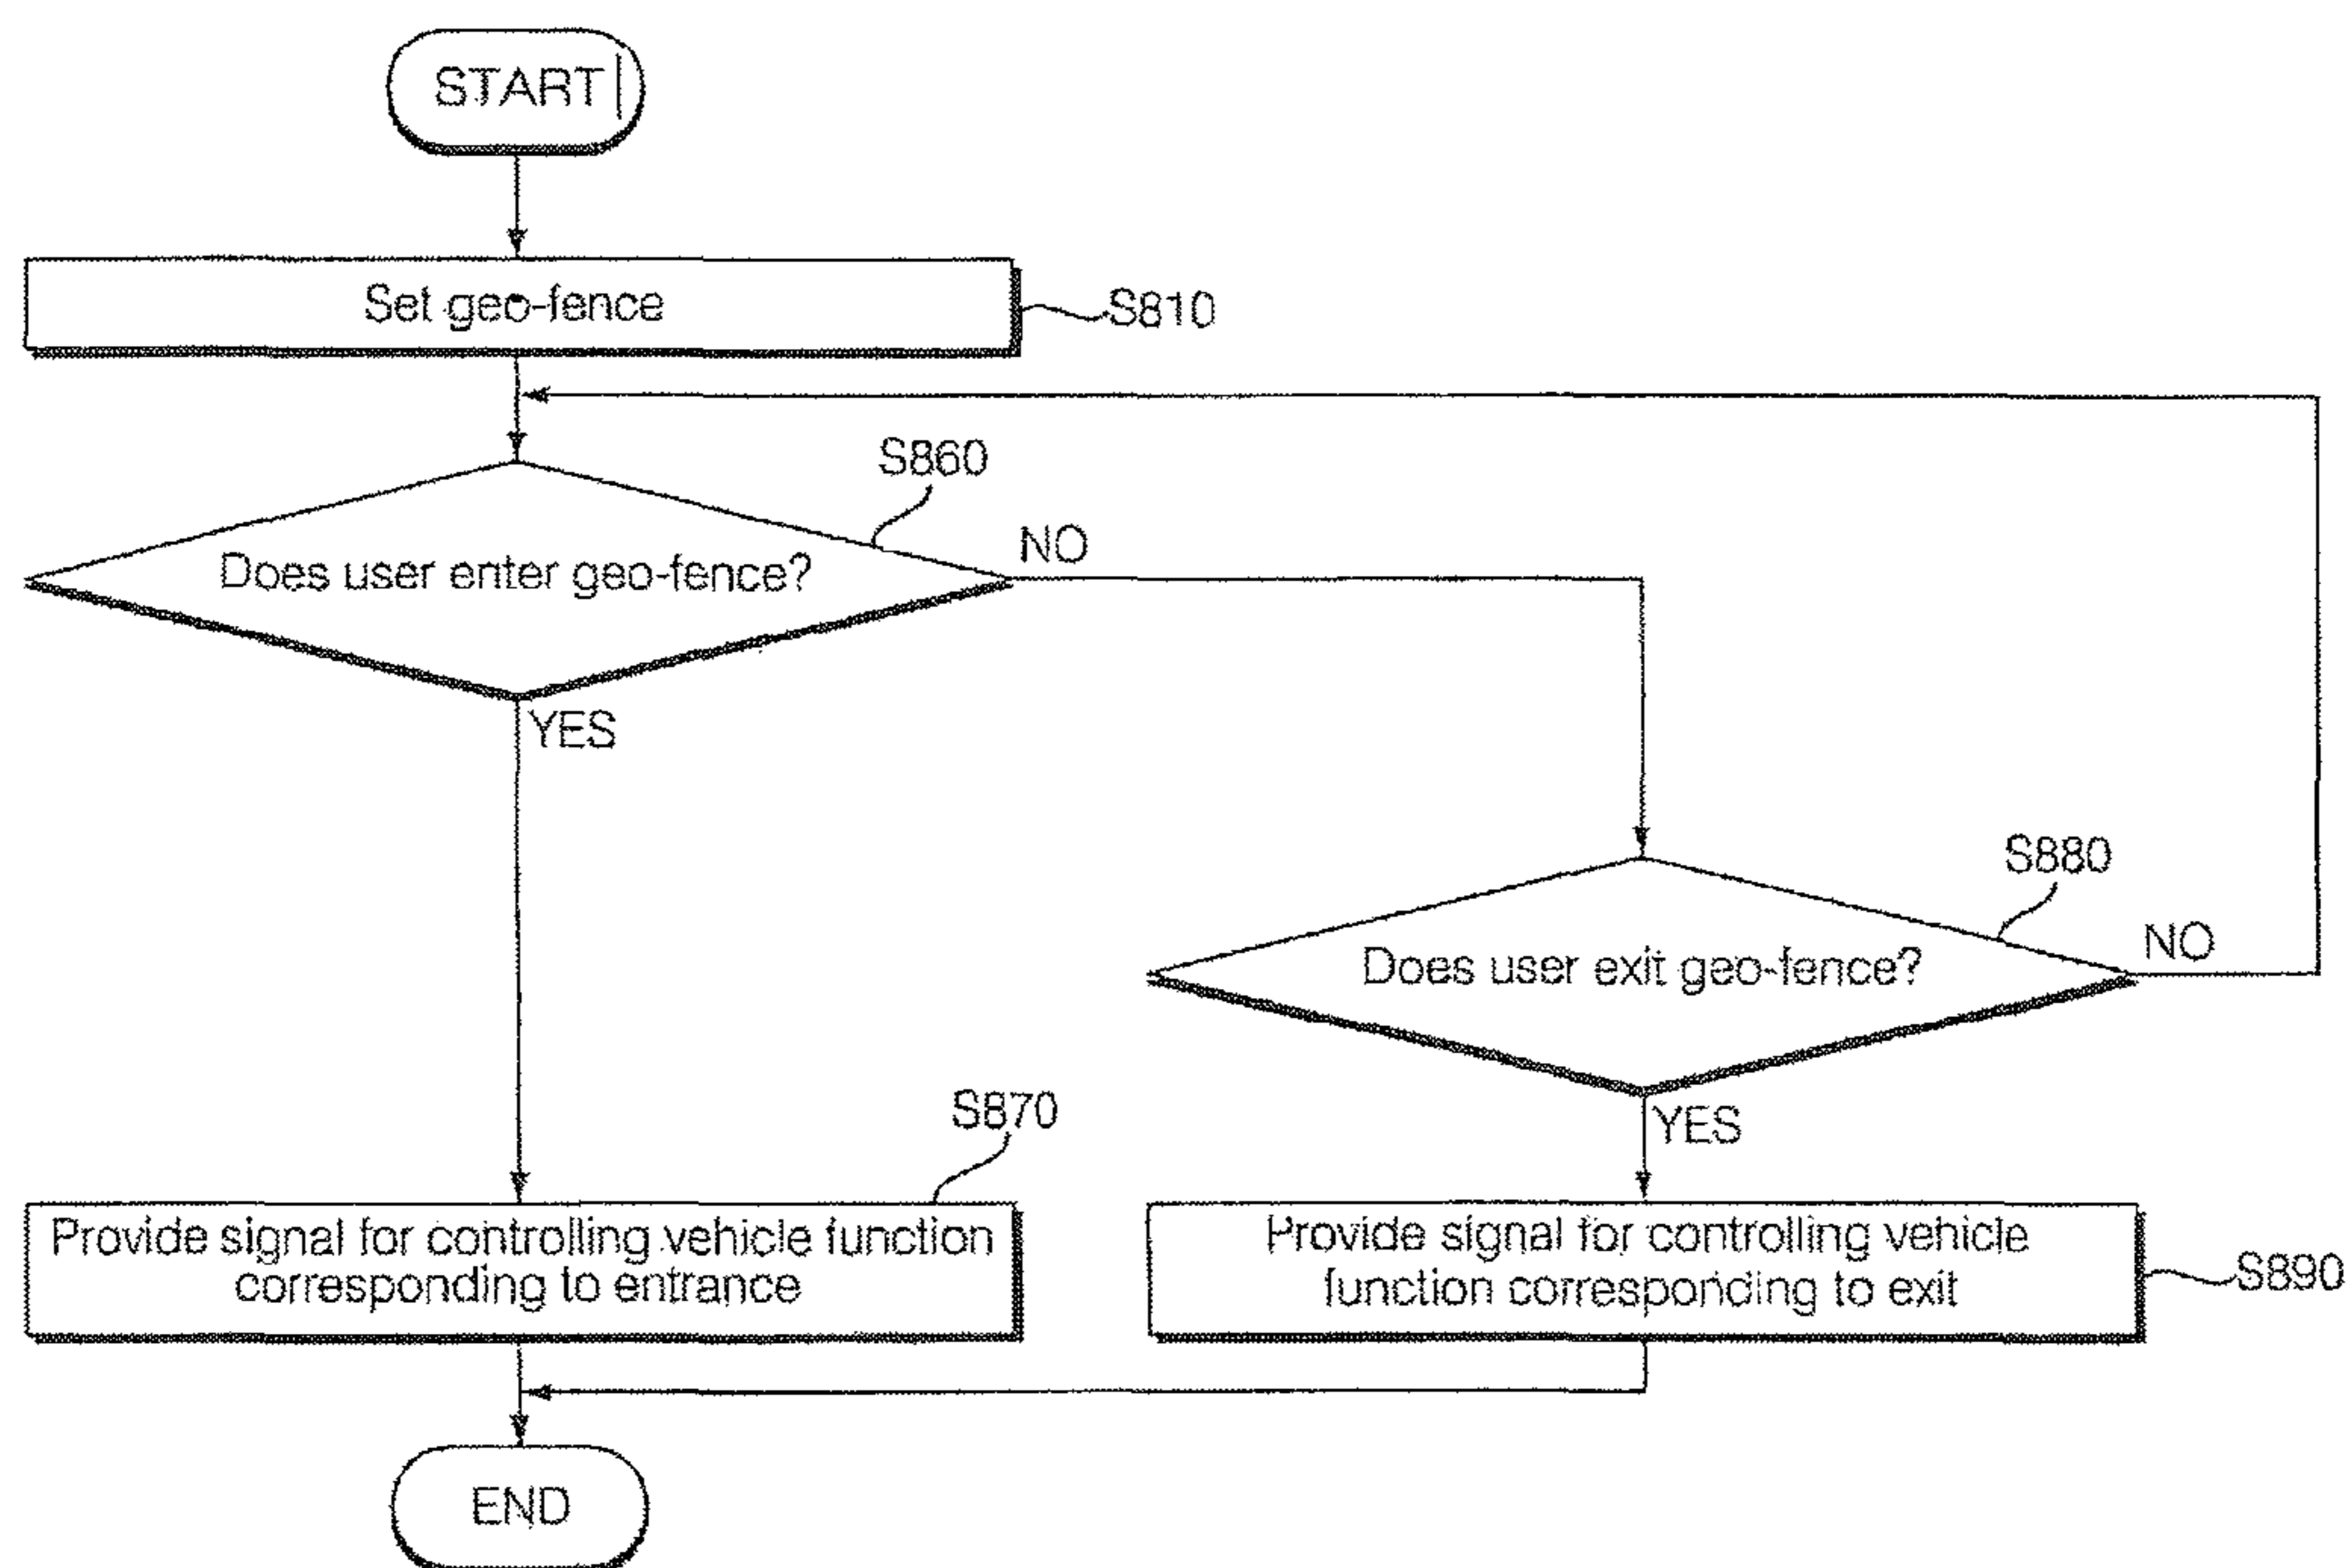 START
Set geo-fence
S810
S860
Does user enter geo-fence?
NO
YES
S880
Does user exit geo-fence?
NO
YES
S870
Provide signal for controlling vehicle function
corresponding to entrance
Provide signal for controlling vehicle
function corresponding to exit
S890
END